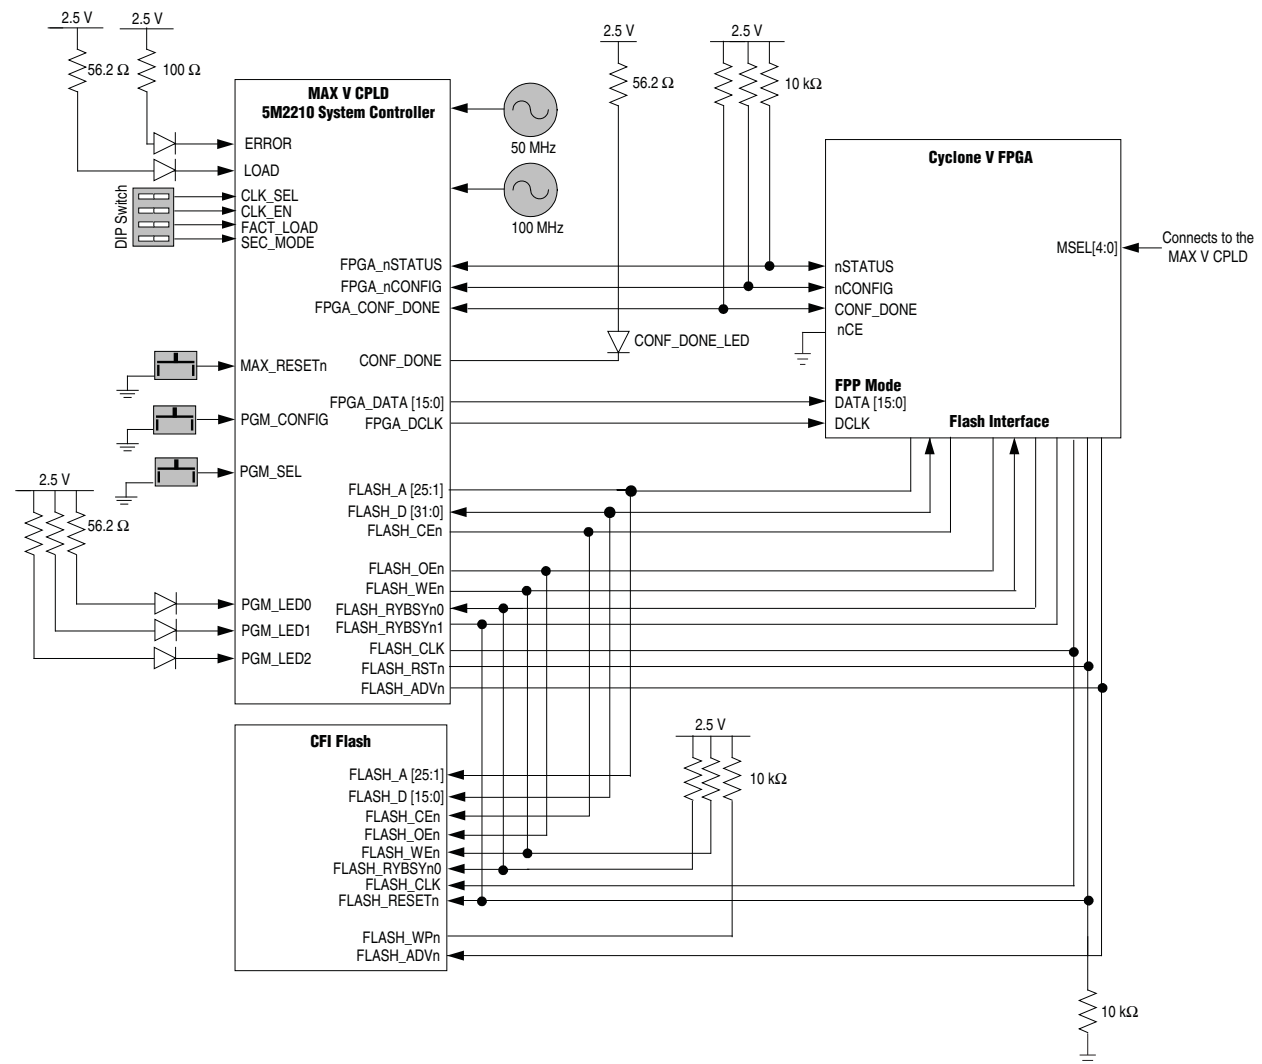 2.5 V
2.5 V
56.2 Ω
100 Ω
MAX V CPLD
5M2210 System Controller
ERROR
LOAD
DIP Switch
CLK_SEL
CLK_EN
FACT_LOAD
SEC_MODE
50 MHz
100 MHz
2.5 V
56.2 Ω
2.5 V
10 kΩ
Cyclone V FPGA
MSEL[4:0]
Connects to the
MAX V CPLD
FPGA_nSTATUS
FPGA_nCONFIG
FPGA_CONF_DONE
nSTATUS
nCONFIG
CONF_DONE
nCE
CONF_DONE_LED
MAX_RESETn
CONF_DONE
PGM_CONFIG
FPGA_DATA [15:0]
FPGA_DCLK
FPP Mode
DATA [15:0]
DCLK
Flash Interface
PGM_SEL
2.5 V
56.2 Ω
FLASH_A [25:1]
FLASH_D [31:0]
FLASH_CEn
FLASH_OEn
FLASH_WEn
FLASH_RYBSYn0
FLASH_RYBSYn1
FLASH_CLK
FLASH_RSTn
FLASH_ADVn
PGM_LED0
PGM_LED1
PGM_LED2
CFI Flash
2.5 V
10 kΩ
FLASH_A [25:1]
FLASH_D [15:0]
FLASH_CEn
FLASH_OEn
FLASH_WEn
FLASH_RYBSYn0
FLASH_CLK
FLASH_RESETn
FLASH_WPn
FLASH_ADVn
10 kΩ